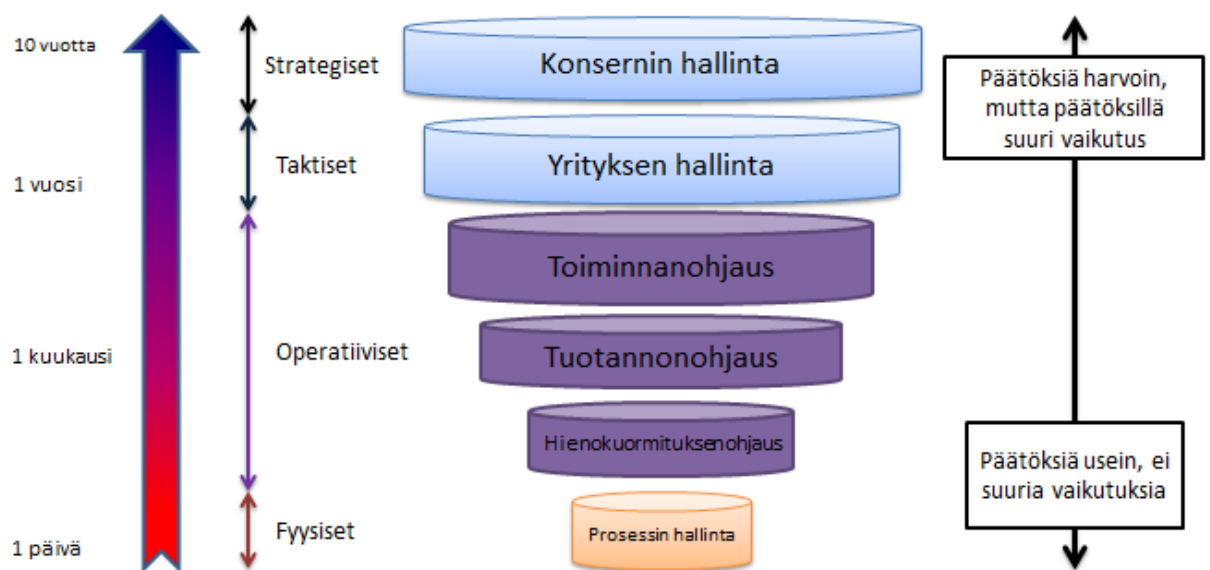 10 vuotta
1 vuosi
1 kuukausi
1 päivä
Strategiset
Taktiset
Operatiiviset
Fyysiset
Konsernin hallinta
Yrityksen hallinta
Toiminnanohjaus
Tuotannonohjaus
Hienokuormituksenohjaus
Prosessin hallinta
Päätöksiä harvoin,
mutta päätöksillä
suuri vaikutus
Päätöksiä usein, ei
suuria vaikutuksia